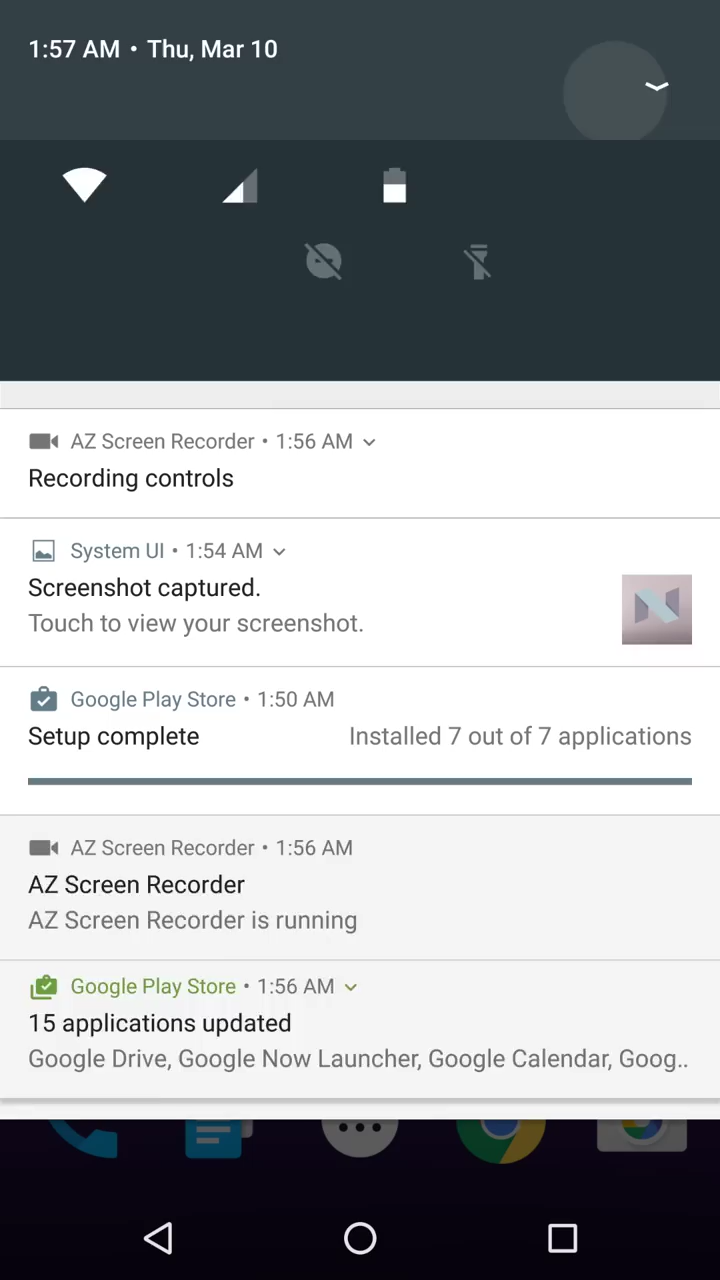 1:57 AM • Thu, Mar 10
AZ Screen Recorder • 1:56 AM
Recording controls
System UI • 1:54 AM
Screenshot captured.
Touch to view your screenshot.
Google Play Store • 1:50 AM
Setup complete Installed 7 out of 7 applications
AZ Screen Recorder • 1:56 AM
AZ Screen Recorder
AZ Screen Recorder is running
Google Play Store • 1:56 AM
15 applications updated
Google Drive, Google Now Launcher, Google Calendar, Goog..